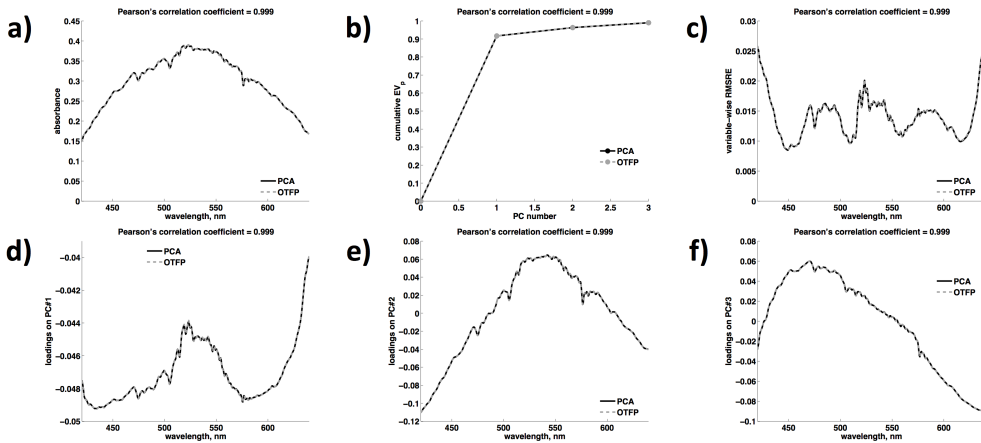 a)
Pearson's correlation coefficient = 0.999
0.45
0.4
0.35
0.3
0.25
0.2
0.15
0.1
0.05
0
absorbance
PCA
OTFP
450
500
550
600
wavelength, nm
b)
Pearson's correlation coefficient = 0.999
1
0.9
0.8
0.7
0.6
0.5
0.4
0.3
0.2
0.1
0
cumulative EVP
PCA
OTFP
0
0.5
1
1.5
2
2.5
3
PC number
c)
Pearson's correlation coefficient = 0.999
0.03
0.025
0.02
0.015
0.01
0.005
0
variable-wise RMSRE
PCA
OTFP
450
500
550
600
wavelength, nm
d)
Pearson's correlation coefficient = 0.999
−0.04
−0.042
−0.044
−0.046
−0.048
−0.05
loadings on PC#1
PCA
OTFP
450
500
550
600
wavelength, nm
e)
Pearson's correlation coefficient = 0.999
0.08
0.06
0.04
0.02
0
−0.02
−0.04
−0.06
−0.08
−0.1
−0.12
loadings on PC#2
PCA
OTFP
450
500
550
600
wavelength, nm
f)
Pearson's correlation coefficient = 0.999
0.08
0.06
0.04
0.02
0
−0.02
−0.04
−0.06
−0.08
−0.1
loadings on PC#3
PCA
OTFP
450
500
550
600
wavelength, nm